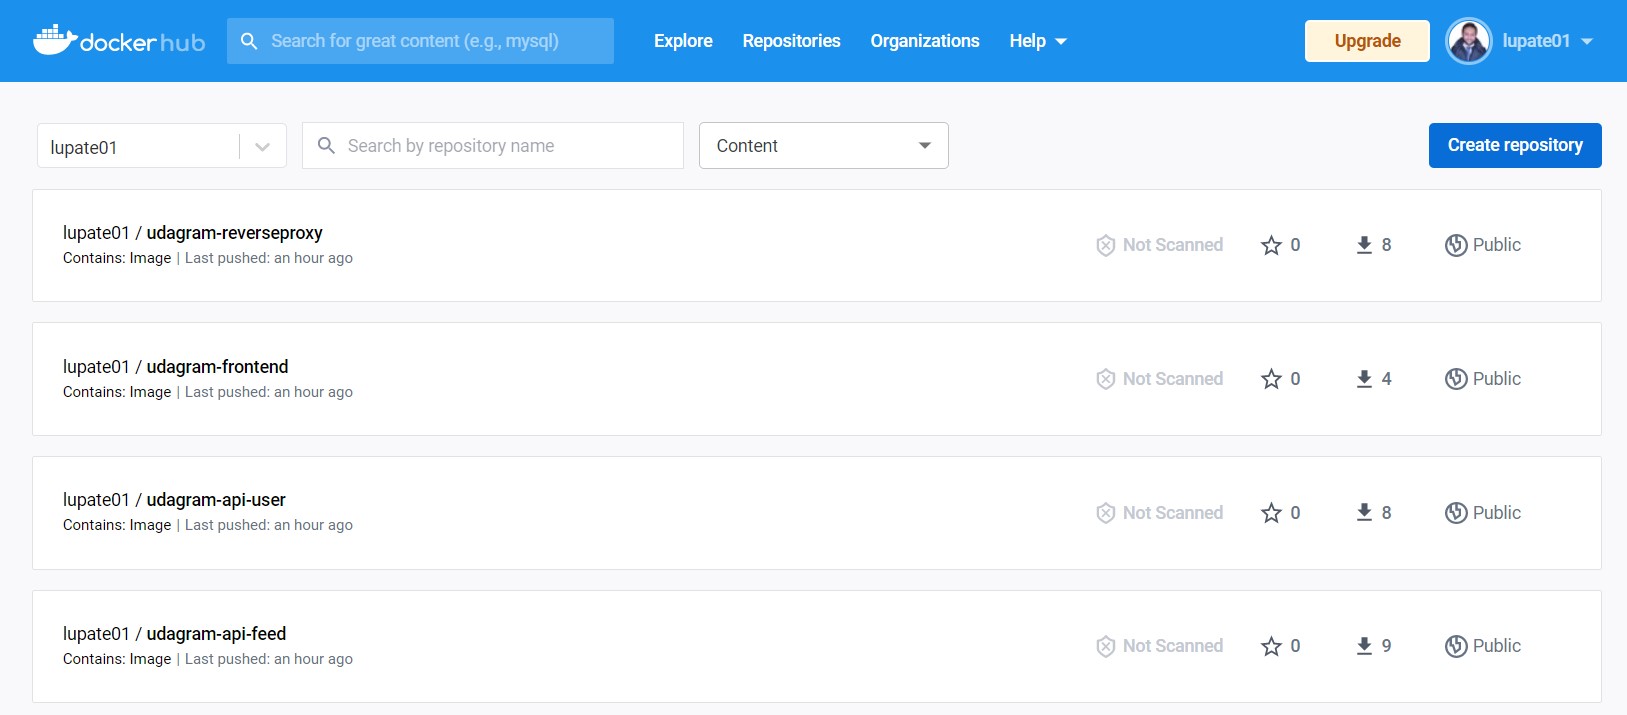 docker hub Search for great content (e.g., mysql) Explore Repositories Organizations Help Upgrade lupate01
lupate01 Search by repository name Content Create repository
lupate01 / udagram-reverseproxy
Contains: Image | Last pushed: an hour ago
Not Scanned 0 8 Public
lupate01 / udagram-frontend
Contains: Image | Last pushed: an hour ago
Not Scanned 0 4 Public
lupate01 / udagram-api-user
Contains: Image | Last pushed: an hour ago
Not Scanned 0 8 Public
lupate01 / udagram-api-feed
Contains: Image | Last pushed: an hour ago
Not Scanned 0 9 Public